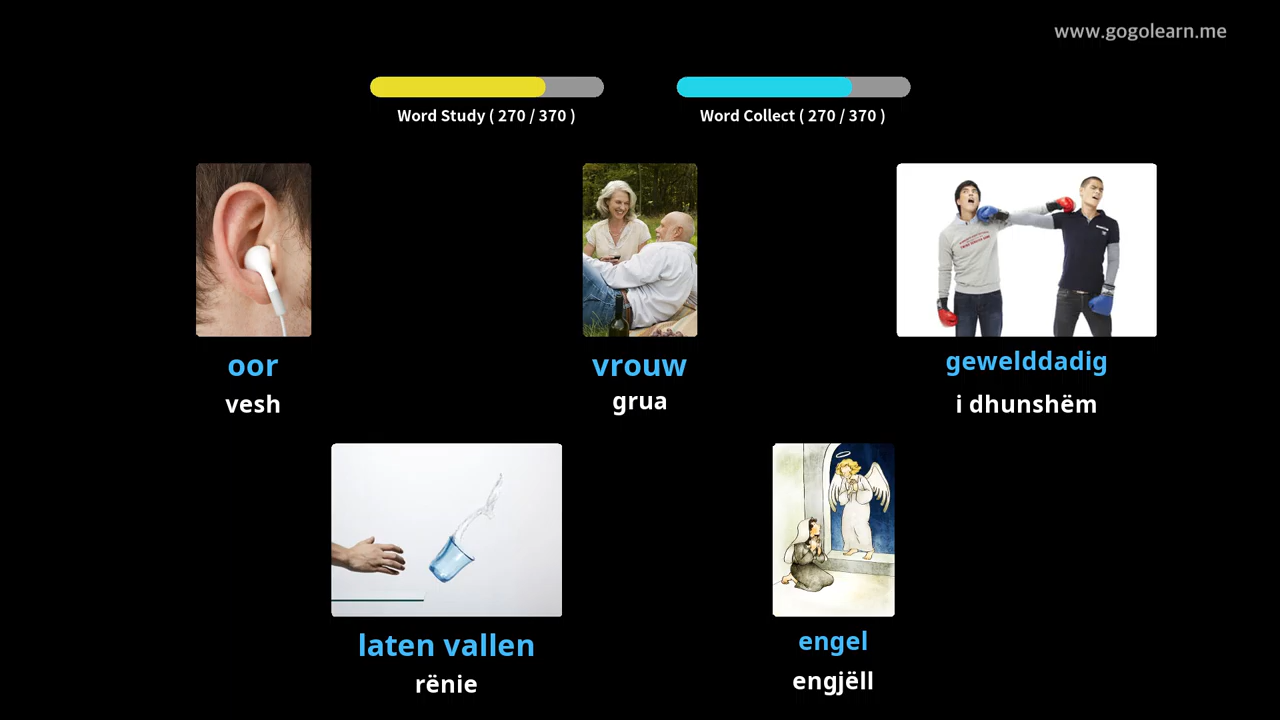 www.gogolearn.me
Word Study ( 270 / 370 )
Word Collect ( 270 / 370 )
oor
vesh
vrouw
grua
gewelddadig
i dhunshëm
laten vallen
rënie
engel
engjëll